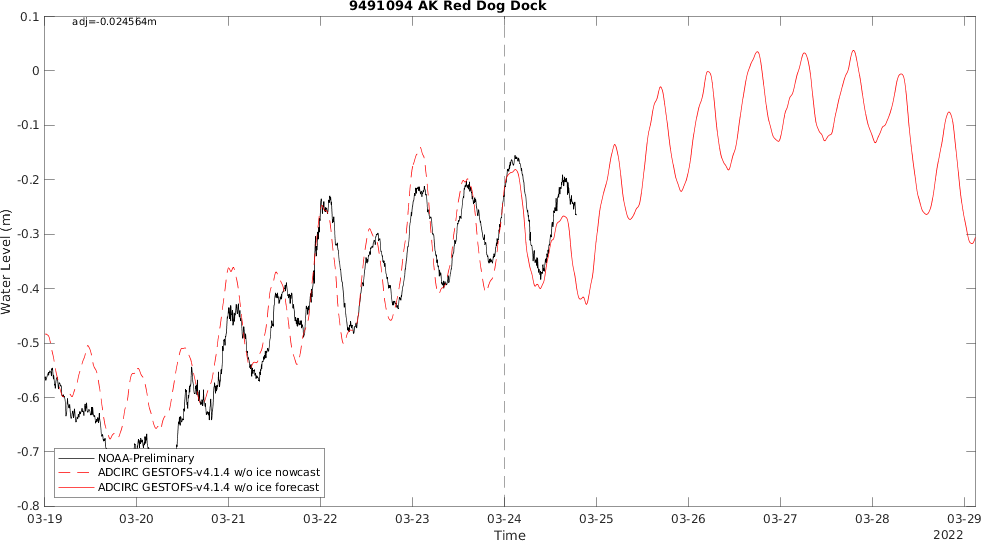 9491094 AK Red Dog Dock
adj=-0.024564m
0.1
0
-0.1
-0.2
-0.3
-0.4
-0.5
-0.6
-0.7
-0.8
Water Level (m)
NOAA-Preliminary
ADCIRC GESTOFS-v4.1.4 w/o ice nowcast
ADCIRC GESTOFS-v4.1.4 w/o ice forecast
03-19 03-20 03-21 03-22 03-23 03-24 03-25 03-26 03-27 03-28 03-29
Time
2022